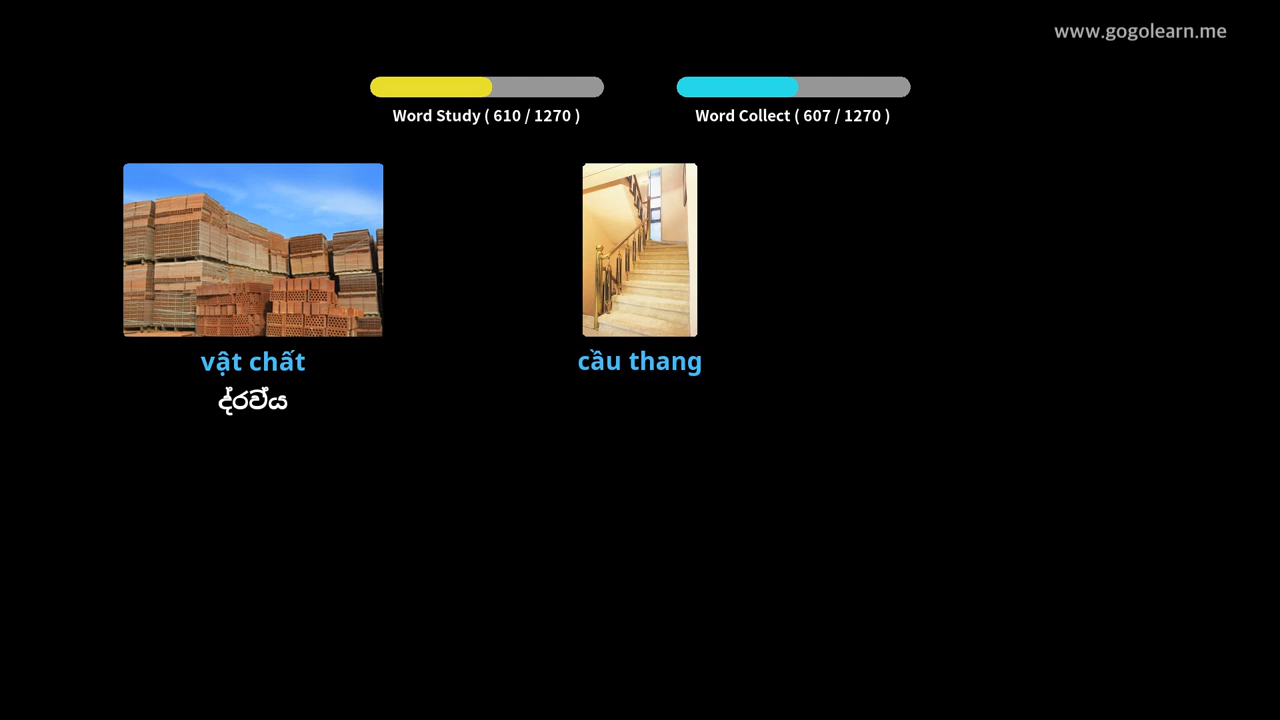 www.gogolearn.me
Word Study ( 610 / 1270 )
Word Collect ( 607 / 1270 )
vật chất
ද්රව්ය
cầu thang